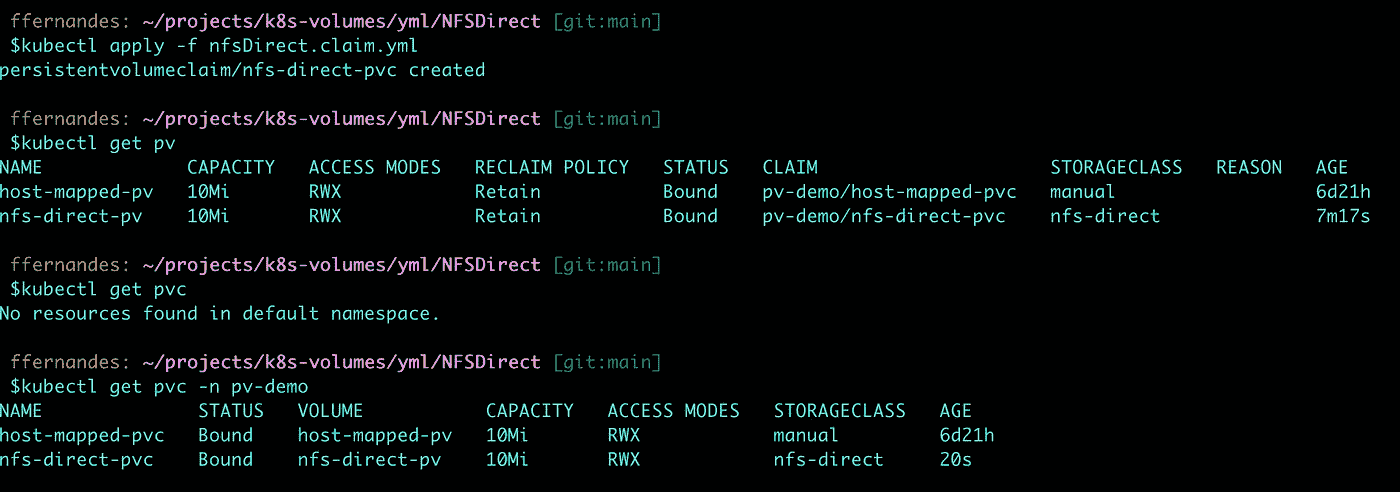 ffernandes: ~/projects/k8s-volumes/yml/NFSDirect [git:main]
$kubectl apply -f nfsDirect.claim.yml
persistentvolumeclaim/nfs-direct-pvc created
ffernandes: ~/projects/k8s-volumes/yml/NFSDirect [git:main]
$kubectl get pv
NAME CAPACITY ACCESS MODES RECLAIM POLICY STATUS CLAIM STORAGECLASS REASON AGE
host-mapped-pv 10Mi RWX Retain Bound pv-demo/host-mapped-pvc manual 6d21h
nfs-direct-pv 10Mi RWX Retain Bound pv-demo/nfs-direct-pvc nfs-direct 7m17s
ffernandes: ~/projects/k8s-volumes/yml/NFSDirect [git:main]
$kubectl get pvc
No resources found in default namespace.
ffernandes: ~/projects/k8s-volumes/yml/NFSDirect [git:main]
$kubectl get pvc -n pv-demo
NAME STATUS VOLUME CAPACITY ACCESS MODES STORAGECLASS AGE
host-mapped-pvc Bound host-mapped-pv 10Mi RWX manual 6d21h
nfs-direct-pvc Bound nfs-direct-pv 10Mi RWX nfs-direct 20s